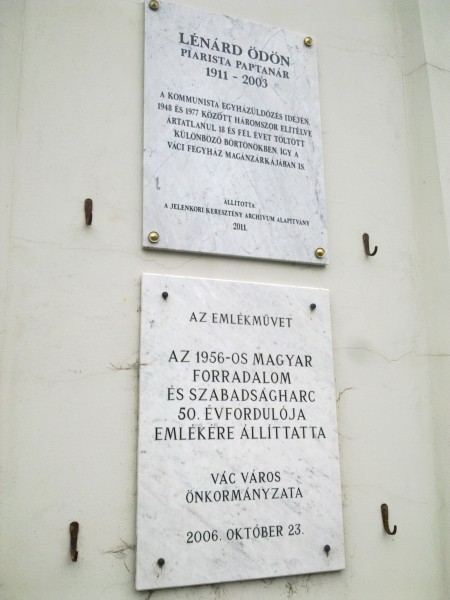 LÉNÁRD ÖDÖN
PIARISTA PAPTANÁR
1911 - 2003
A KOMMUNISTA EGYHÁZÜLDÖZÉS IDEJÉN,
1948 ÉS 1977 KÖZÖTT HÁROMSZOR ELÍTÉLVE
ÁRTATLANUL 18 ÉS FÉL ÉVET TÖLTÖTT
KÜLÖNBÖZŐ BÖRTÖNÖKBEN, ÍGY A
VÁCI FEGYHÁZ MAGÁNZÁRKÁJÁBAN IS.
ÁLLÍTOTTA
A JELENKORI KERESZTÉNY ARCHÍVUM ALAPÍTVÁNY
2011.
AZ EMLÉKMŰVET
AZ 1956-OS MAGYAR
FORRADALOM
ÉS SZABADSÁGHARC
50. ÉVFORDULÓJA
EMLÉKÉRE ÁLLÍTTATTA
VÁC VÁROS
ÖNKORMÁNYZATA
2006. OKTÓBER 23.